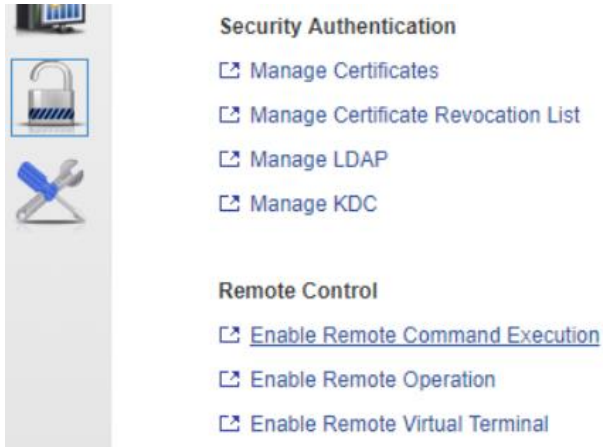 Security Authentication
Manage Certificates
Manage Certificate Revocation List
Manage LDAP
Manage KDC
Remote Control
Enable Remote Command Execution
Enable Remote Operation
Enable Remote Virtual Terminal